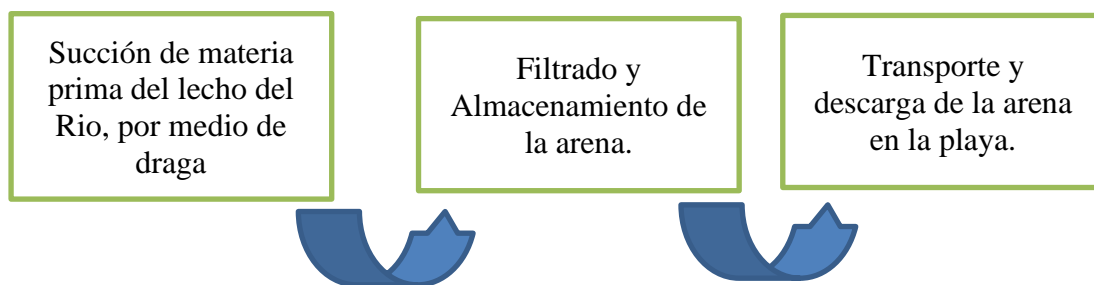 Succión de materia
prima del lecho del
Rio, por medio de
draga
Filtrado y
Almacenamiento de
la arena.
Transporte y
descarga de la arena
en la playa.